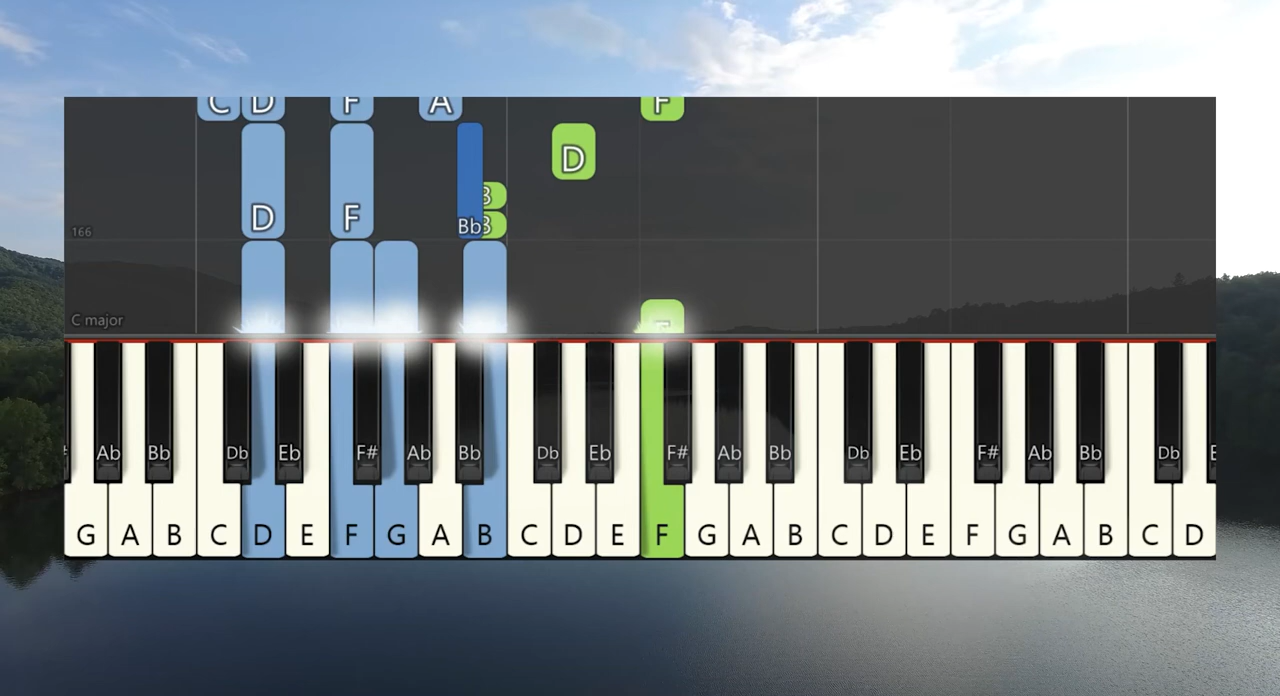 C D F A F
D
B
D F Bb B
166
C major
Ab Bb Db Eb F# Ab Bb Db Eb F# Ab Bb Db Eb F# Ab Bb Db
G A B C D E F G A B C D E F G A B C D E F G A B C D